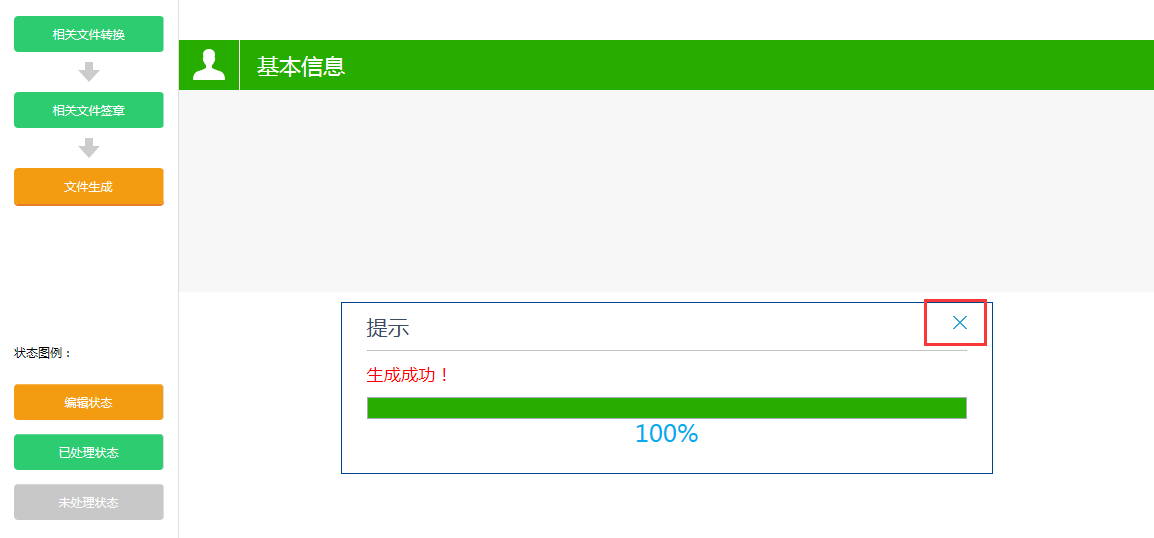 相关文件转换
相关文件签章
文件生成
状态图例：
编辑状态
已处理状态
未处理状态
基本信息
提示
生成成功！
100%